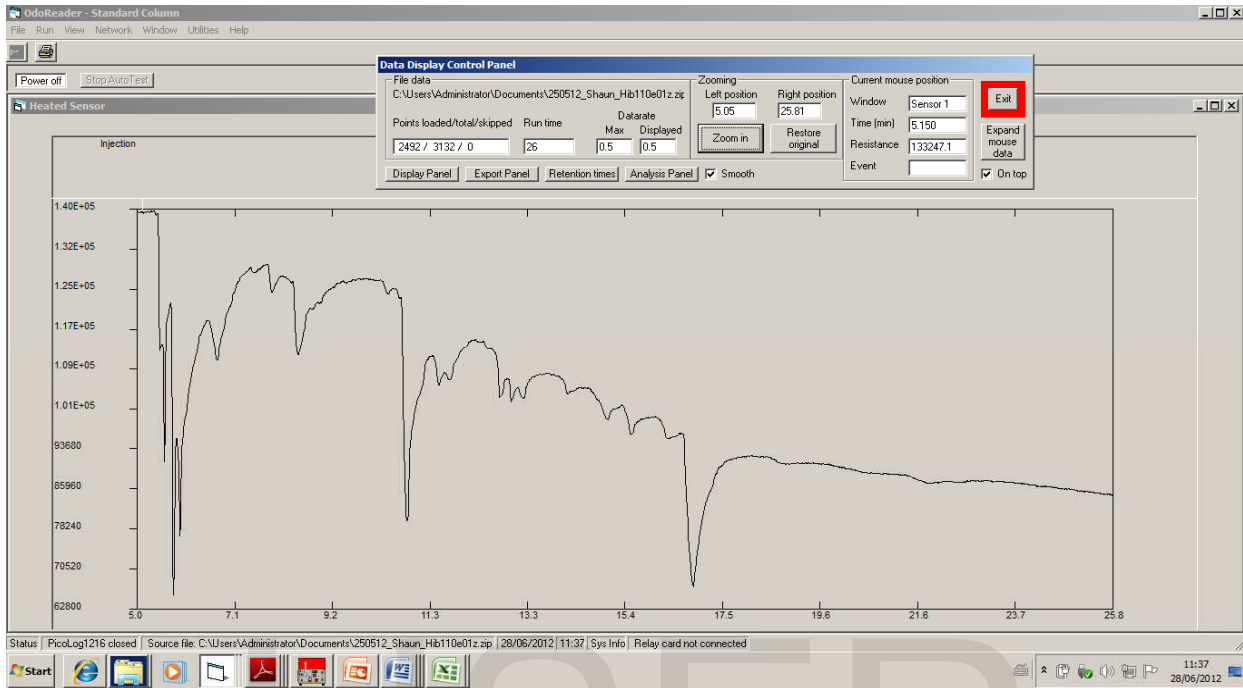 OdoReader - Standard Column
File Run View Network Window Utilities Help
Power off Stop AutoTest
Heated Sensor
Injection
Data Display Control Panel
File data
C:\Users\Administrator\Documents\250512_Shaun_Hib110e01z.zip
Points loaded/total/skipped Run time Datarate
Max Displayed
2492 / 3132 / 0 26 0.5 0.5
Zooming
Left position Right position
5.05 25.81
Zoom in Restore original
Current mouse position
Window Sensor 1
Time (min) 5.150
Resistance 133247.1
Event
Exit
Expand mouse data
On top
Display Panel Export Panel Retention times Analysis Panel Smooth
1.40E+05
1.32E+05
1.25E+05
1.17E+05
1.09E+05
1.01E+05
93680
85960
78240
70520
62800
5.0 7.1 9.2 11.3 13.3 15.4 17.5 19.6 21.6 23.7 25.8
Status PicoLog1216 closed Source file: C:\Users\Administrator\Documents\250512_Shaun_Hib110e01z.zip 28/06/2012 11:37 Sys Info Relay card not connected
Start
11:37
28/06/2012